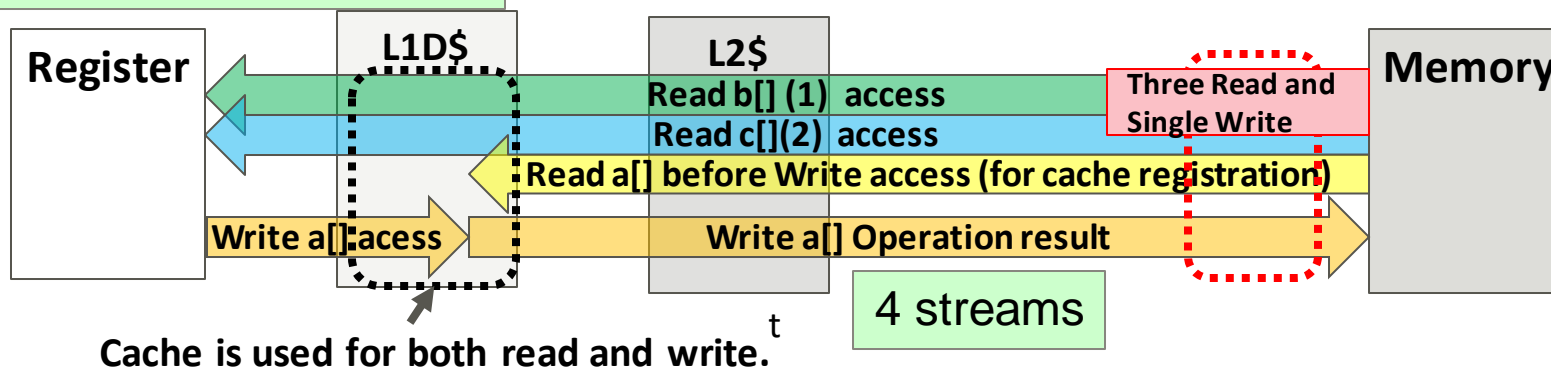 Register
L1D$
L2$
Memory
Read b[] (1) access
Three Read and
Single Write
Read c[](2) access
Read a[] before Write access (for cache registration)
Write a[] acess
Write a[] Operation result
4 streams
t
Cache is used for both read and write.